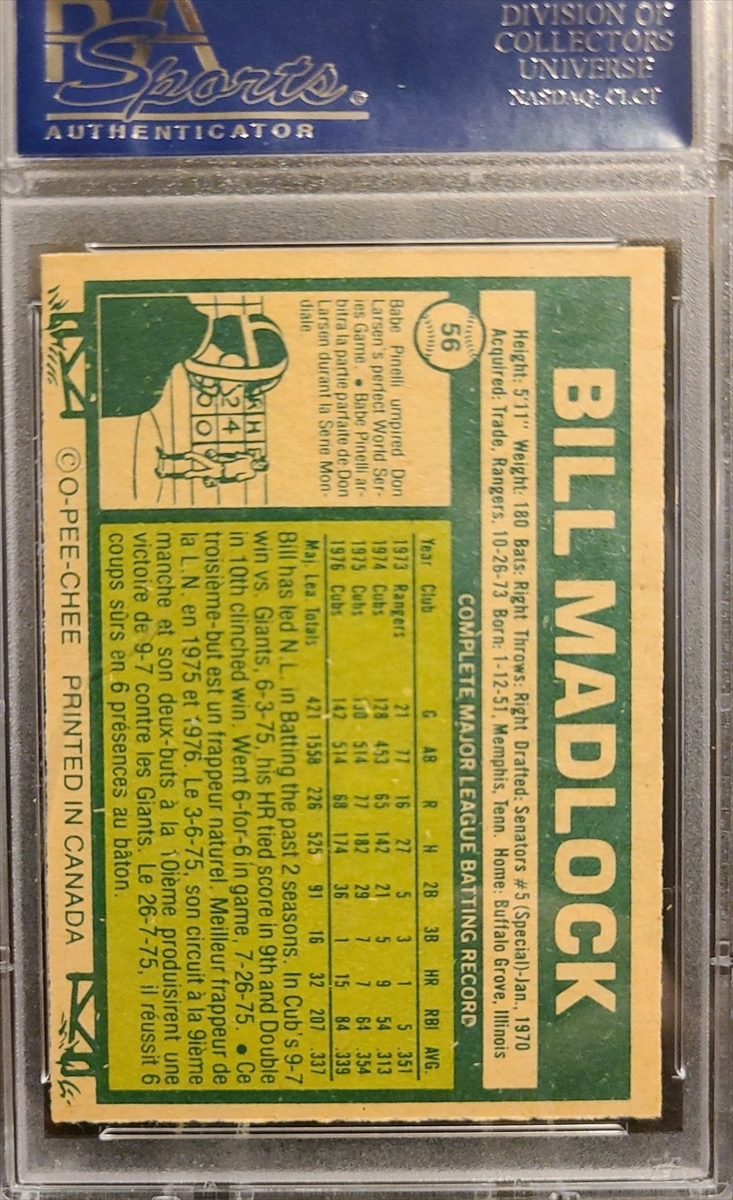 PSA
Sports®
AUTHENTICATOR
DIVISION OF
COLLECTORS
UNIVERSE
NASDAQ: CLCT
BILL MADLOCK
Height: 5'11" Weight: 180 Bats: Right Throws: Right Drafted: Senators #5 (Special)-Jan., 1970
Acquired: Trade, Rangers, 10-26-73 Born: 1-12-51, Memphis, Tenn. Home: Buffalo Grove, Illinois
56
COMPLETE MAJOR LEAGUE BATTING RECORD
Year Club G AB R H 2B 3B HR RBI AVG.
1973 Rangers 21 77 16 27 5 3 1 5 .351
1974 Cubs 128 453 65 142 21 5 9 54 .313
1975 Cubs 130 514 77 182 29 7 7 64 .354
1976 Cubs 142 514 68 174 36 1 15 84 .339
Maj. Lea. Totals 421 1558 226 525 91 16 32 207 .337
Bill has led N.L. in Batting the past 2 seasons. In Cub's 9-7
win vs. Giants, 6-3-75, his HR tied score in 9th and Double
in 10th clinched win. Went 6-for-6 in game, 7-26-75. • Ce
troisième-but est un frappeur naturel. Meilleur frappeur de
la L.N. en 1975 et 1976. Le 3-6-75, son circuit à la 9ième
manche et son deux-buts à la 10ième produisirent une
victoire de 9-7 contre les Giants. Le 26-7-75, il réussit 6
coups sûrs en 6 présences au bâton.
Babe Pinelli umpired Don
Larsen's perfect World Ser-
ies Game. • Babe Pinelli ar-
bitra la partie parfaite de Don
Larsen durant la Série Mon-
diale.
R H E
0 2 4
0 0 0
© O-PEE-CHEE PRINTED IN CANADA